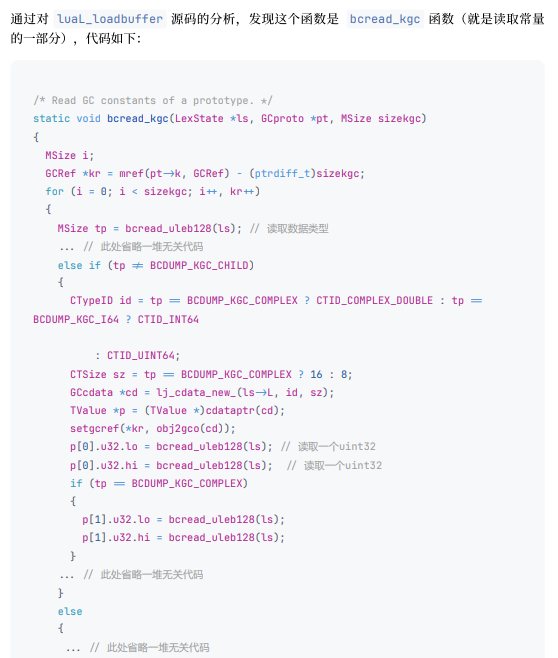 通过对 luaL_loadbuffer 源码的分析，发现这个函数是 bcread_kgc 函数（就是读取常量
的一部分），代码如下：
/* Read GC constants of a prototype. */
static void bcread_kgc(LexState *ls, GCproto *pt, MSize sizekgc)
{
  MSize i;
  GCRef *kr = mref(pt->k, GCRef) - (ptrdiff_t)sizekgc;
  for (i = 0; i < sizekgc; i++, kr++)
  {
    MSize tp = bcread_uleb128(ls); // 读取数据类型
    ... // 此处省略一堆无关代码
    else if (tp != BCDUMP_KGC_CHILD)
    {
      CTypeID id = tp == BCDUMP_KGC_COMPLEX ? CTID_COMPLEX_DOUBLE : tp ==
BCDUMP_KGC_I64 ? CTID_INT64
          : CTID_UINT64;
      CTSize sz = tp == BCDUMP_KGC_COMPLEX ? 16 : 8;
      GCcdata *cd = lj_cdata_new_(ls->L, id, sz);
      TValue *p = (TValue *)cdataptr(cd);
      setgcref(*kr, obj2gco(cd));
      p[0].u32.lo = bcread_uleb128(ls); // 读取一个uint32
      p[0].u32.hi = bcread_uleb128(ls);  // 读取一个uint32
      if (tp == BCDUMP_KGC_COMPLEX)
      {
        p[1].u32.lo = bcread_uleb128(ls);
        p[1].u32.hi = bcread_uleb128(ls);
      }
    ... // 此处省略一堆无关代码
    }
    else
    {
     ... // 此处省略一堆无关代码